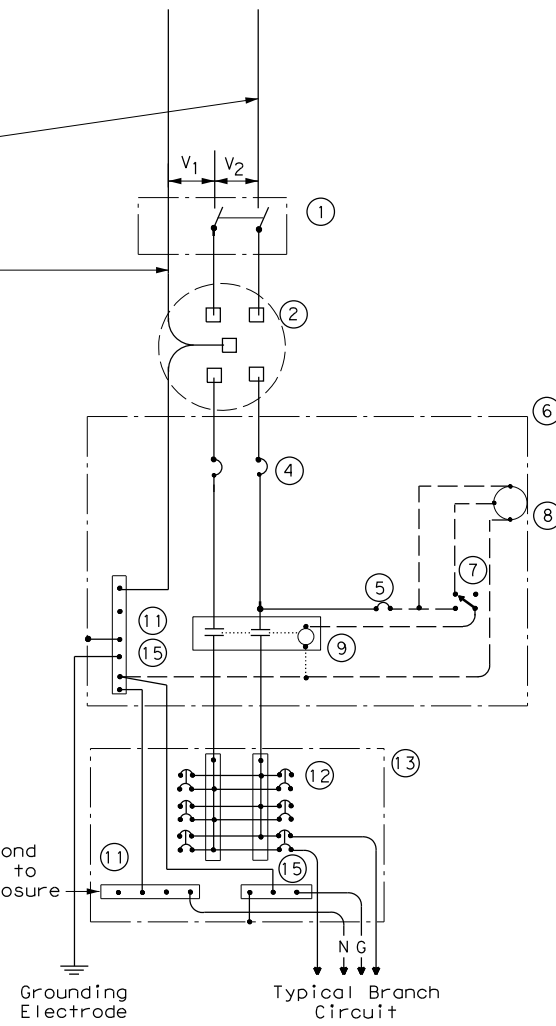 V1 V2
1
2
6
4
8
5
7
11
15
9
13
12
ond
to
osure
11
15
N G
Grounding
Electrode
Typical Branch
Circuit